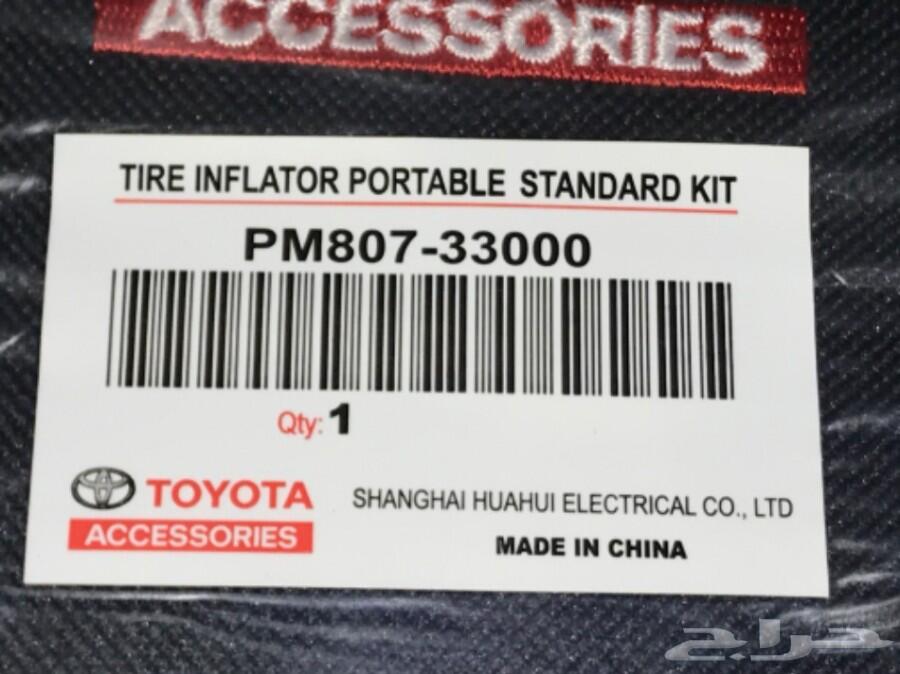 ACCESSORIES
TIRE INFLATOR PORTABLE STANDARD KIT
PM807-33000
Qty: 1
TOYOTA
ACCESSORIES
SHANGHAI HUAHUI ELECTRICAL CO., LTD
MADE IN CHINA
حراج